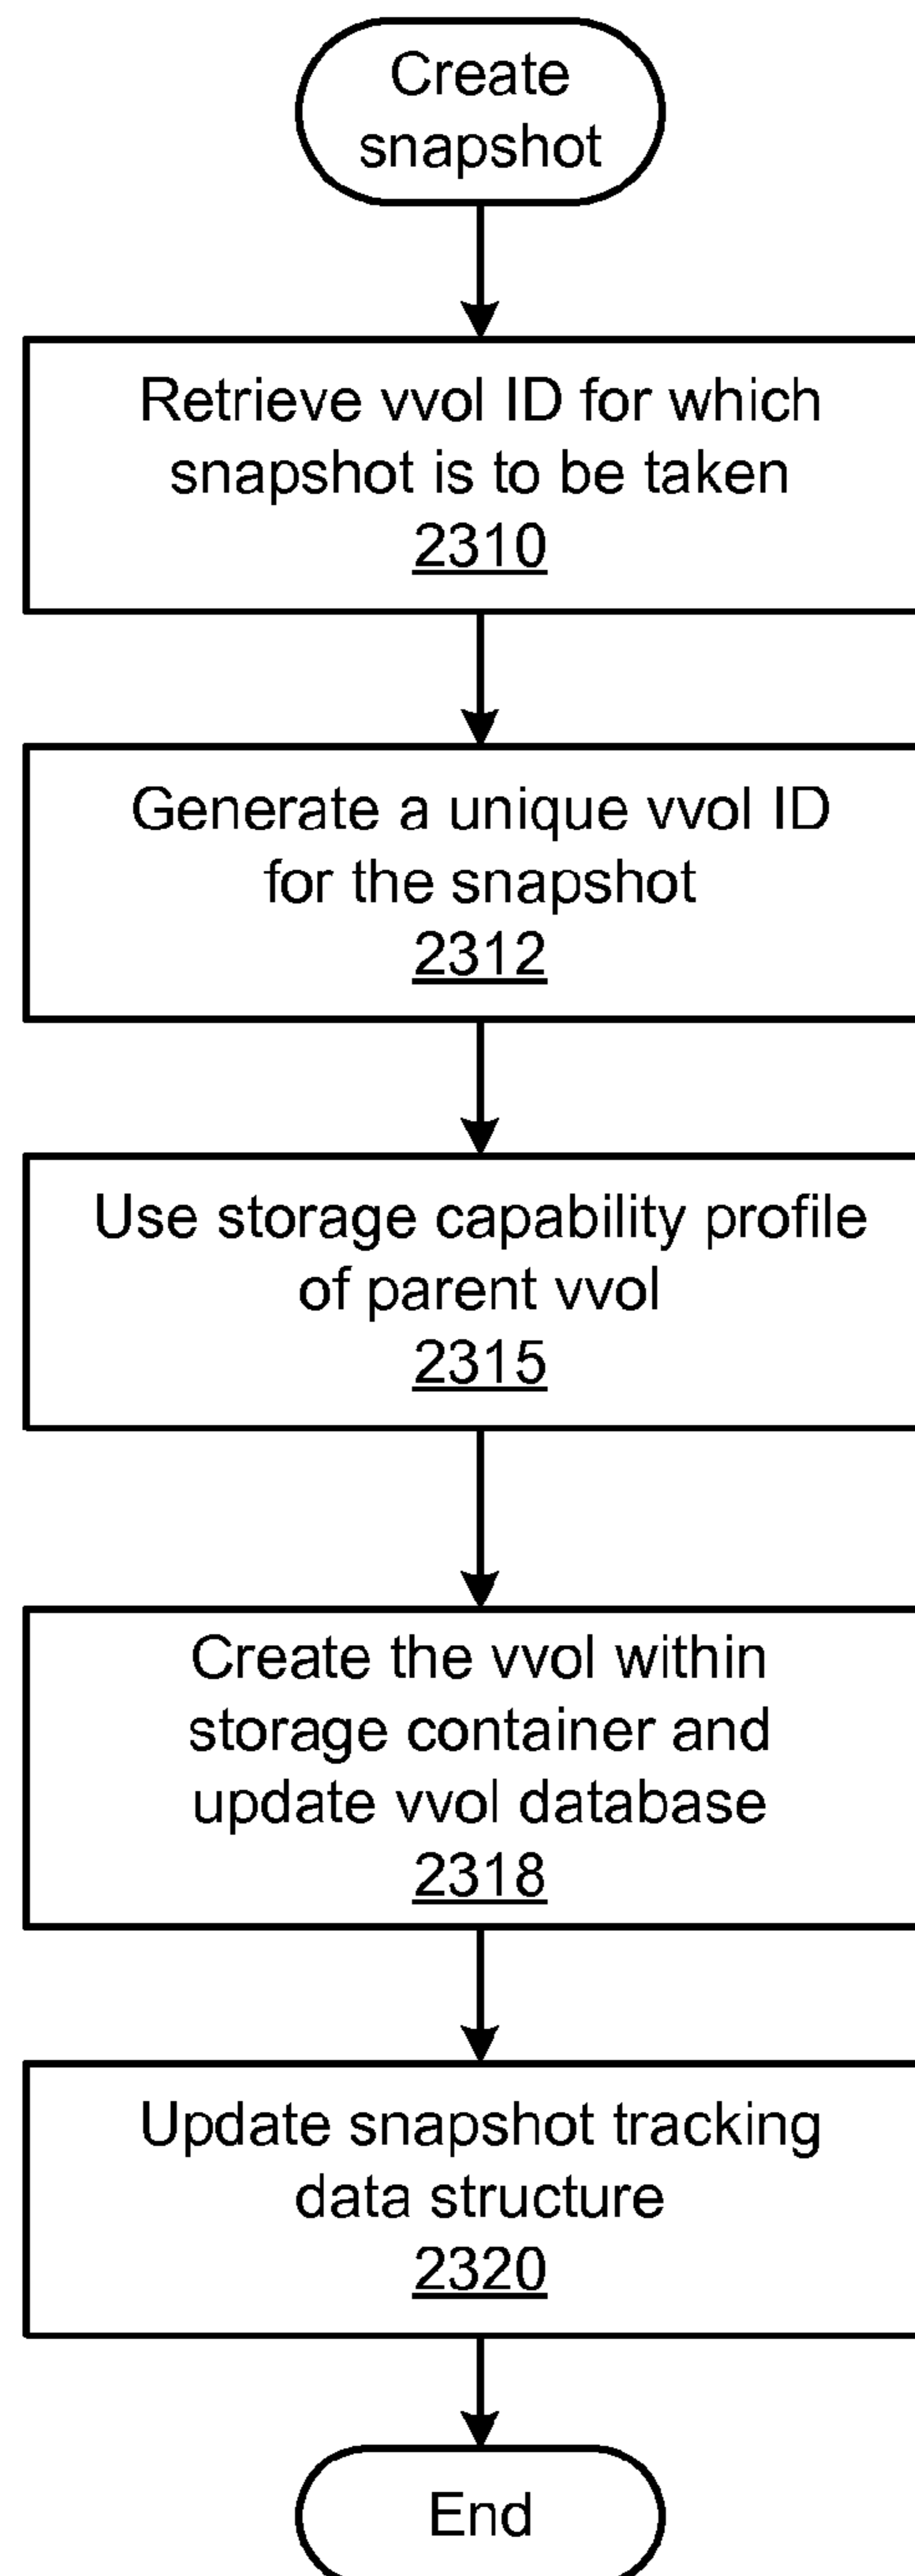 Create
snapshot
Retrieve vvol ID for which
snapshot is to be taken
2310
Generate a unique vvol ID
for the snapshot
2312
Use storage capability profile
of parent vvol
2315
Create the vvol within
storage container and
update vvol database
2318
Update snapshot tracking
data structure
2320
End